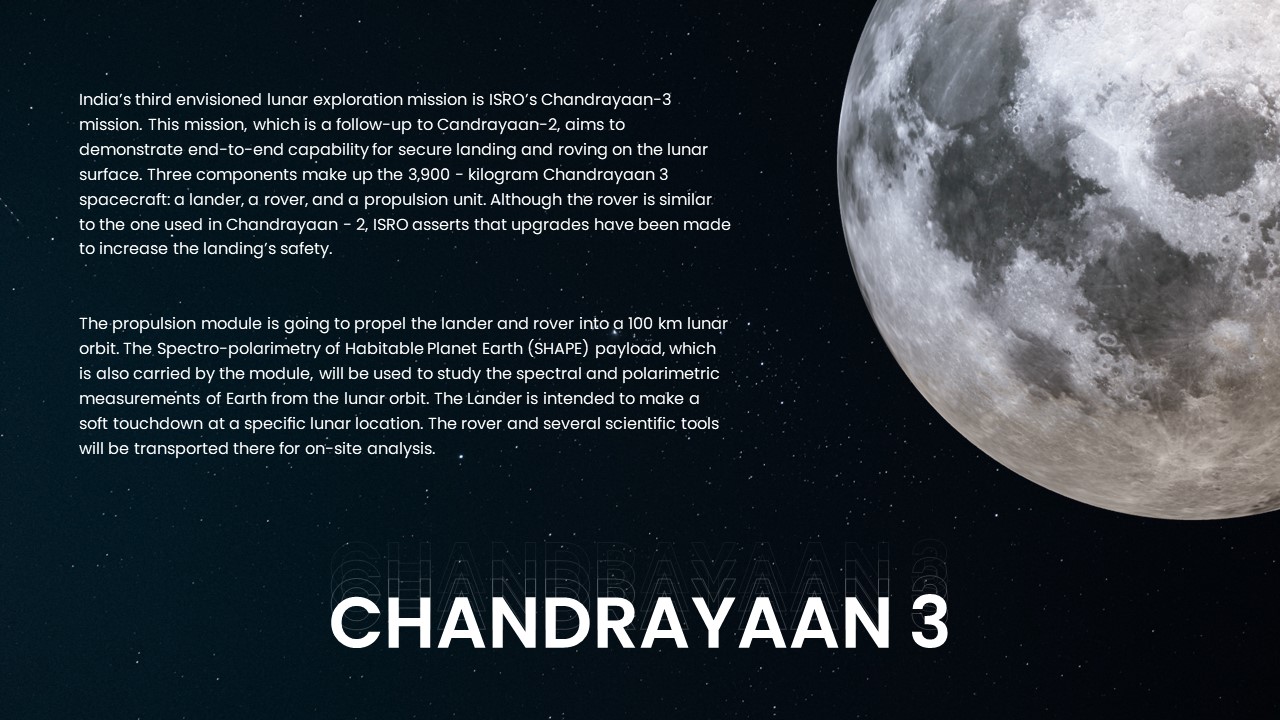 India’s third envisioned lunar exploration mission is ISRO’s Chandrayaan-3
mission. This mission, which is a follow-up to Candrayaan-2, aims to
demonstrate end-to-end capability for secure landing and roving on the lunar
surface. Three components make up the 3,900 - kilogram Chandrayaan 3
spacecraft: a lander, a rover, and a propulsion unit. Although the rover is similar
to the one used in Chandrayaan - 2, ISRO asserts that upgrades have been made
to increase the landing’s safety.
The propulsion module is going to propel the lander and rover into a 100 km lunar
orbit. The Spectro-polarimetry of Habitable Planet Earth (SHAPE) payload, which
is also carried by the module, will be used to study the spectral and polarimetric
measurements of Earth from the lunar orbit. The Lander is intended to make a
soft touchdown at a specific lunar location. The rover and several scientific tools
will be transported there for on-site analysis.
CHANDRAYAAN 3